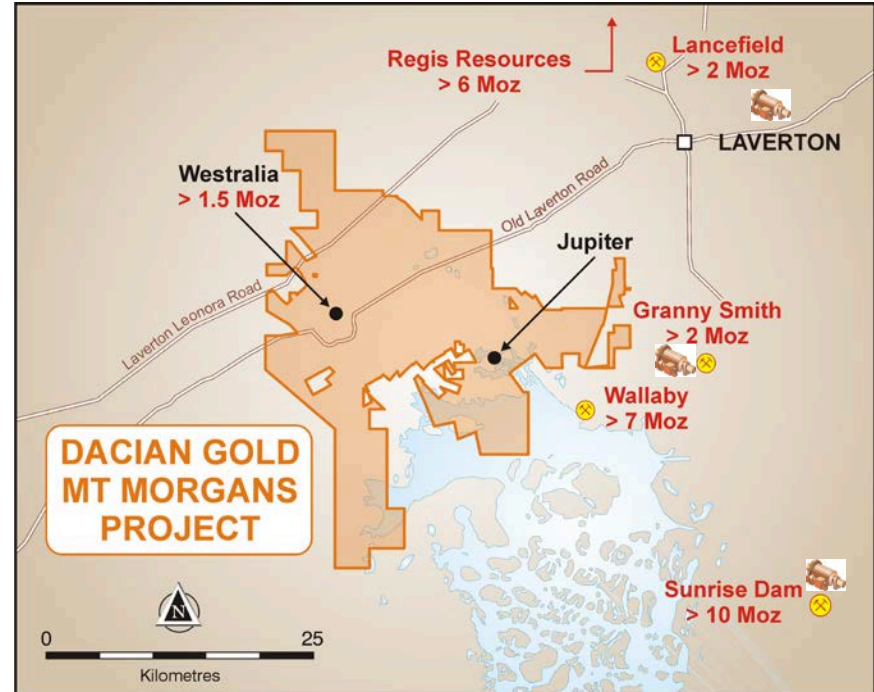 Regis Resources
> 6 Moz
Lancefield
> 2 Moz
LAVERTON
Westralia
> 1.5 Moz
Old Laverton Road
Jupiter
Laverton Leonora Road
Granny Smith
> 2 Moz
Wallaby
> 7 Moz
DACIAN GOLD
MT MORGANS
PROJECT
Sunrise Dam
> 10 Moz
N
0 25
Kilometres